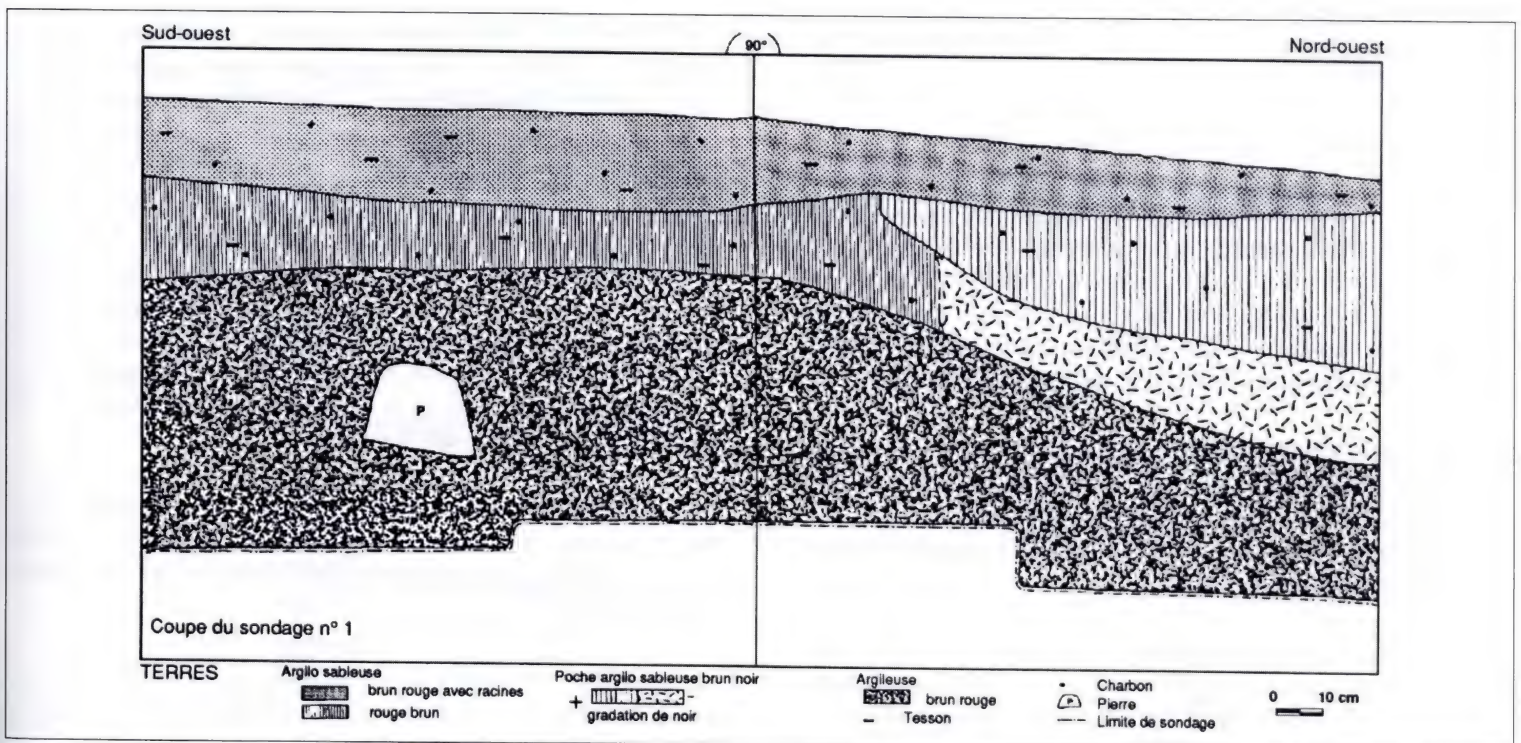 Sud-ouest
90°
Nord-ouest
P
Coupe du sondage n° 1
TERRES
Argilo sableuse
brun rouge avec racines
rouge brun
Poche argilo sableuse brun noir
+ -
gradation de noir
Argileuse
brun rouge
Tesson
Charbon
P Pierre
Limite de sondage
0 10 cm